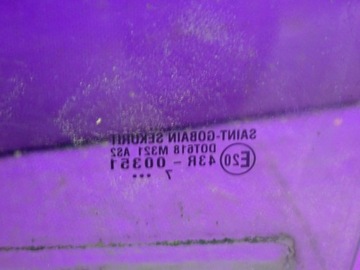 SAINT-GOBAIN SEKURIT
DOT618 M321 AS2
E20 43R - 00351
7 •••